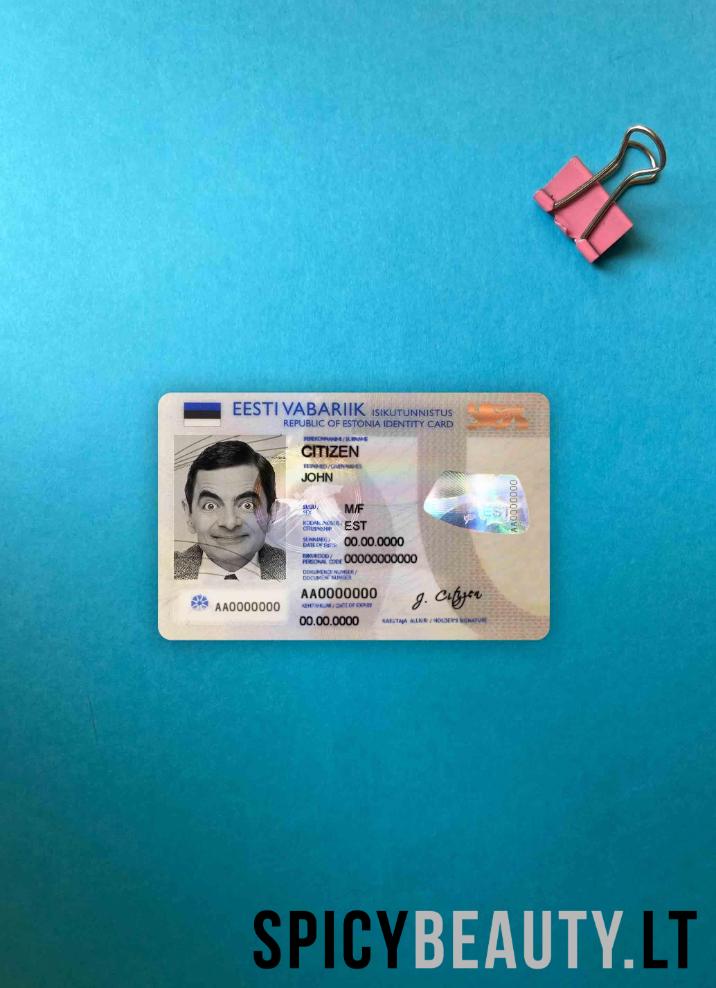 EESTI VABARIIK ISIKUTUNNISTUS
REPUBLIC OF ESTONIA IDENTITY CARD
PEREKONNANIMI / SURNAME
CITIZEN
EESNIMED / GIVEN NAMES
JOHN
SUGU / SEX M/F
KODAKONDSUS / CITIZENSHIP EST
SÜNNIAEG / DATE OF BIRTH 00.00.0000
ISIKUKOOD / PERSONAL CODE 00000000000
DOKUMENDI NUMBER / DOCUMENT NUMBER
AA0000000
AA0000000
KEHTIV KUNI / DATE OF EXPIRY
00.00.0000
J. Citizen
KASUTAJA ALLKIRI / HOLDER'S SIGNATURE
AA0000000
SPICYBEAUTY.LT